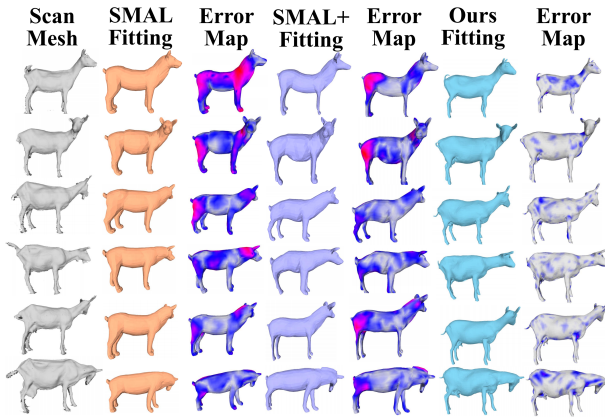 Scan Mesh
SMAL Fitting
Error Map
SMAL+ Fitting
Error Map
Ours Fitting
Error Map